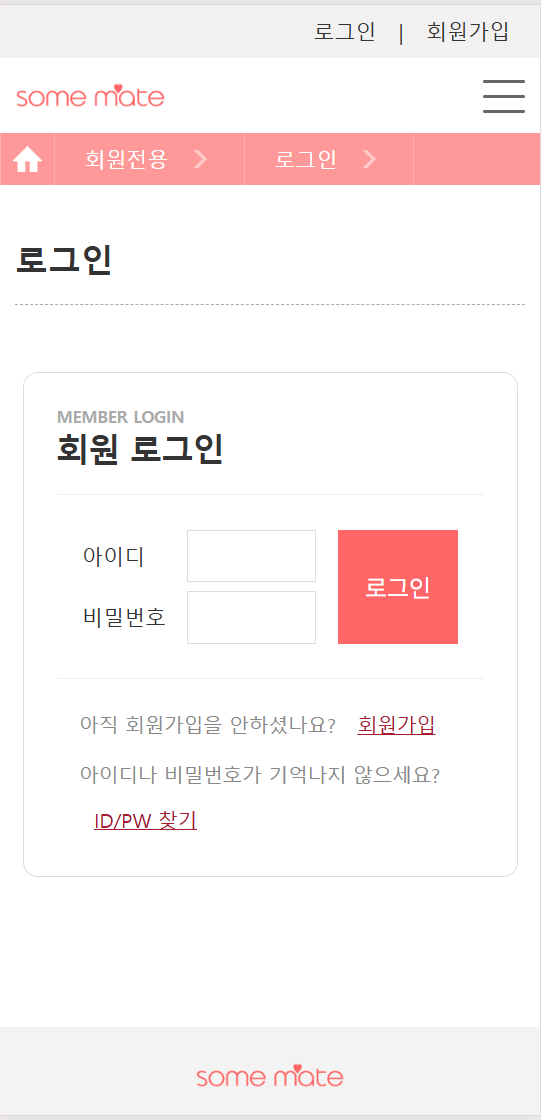 로그인 | 회원가입
some mate
회원전용 로그인
로그인
MEMBER LOGIN
회원 로그인
아이디
비밀번호
로그인
아직 회원가입을 안하셨나요? 회원가입
아이디나 비밀번호가 기억나지 않으세요?
ID/PW 찾기
some mate